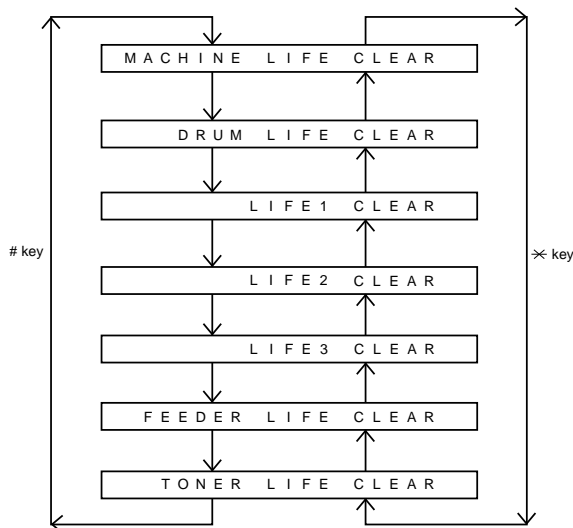 MACHINE LIFE CLEAR
DRUM LIFE CLEAR
LIFE1 CLEAR
# key
✳ key
LIFE2 CLEAR
LIFE3 CLEAR
FEEDER LIFE CLEAR
TONER LIFE CLEAR